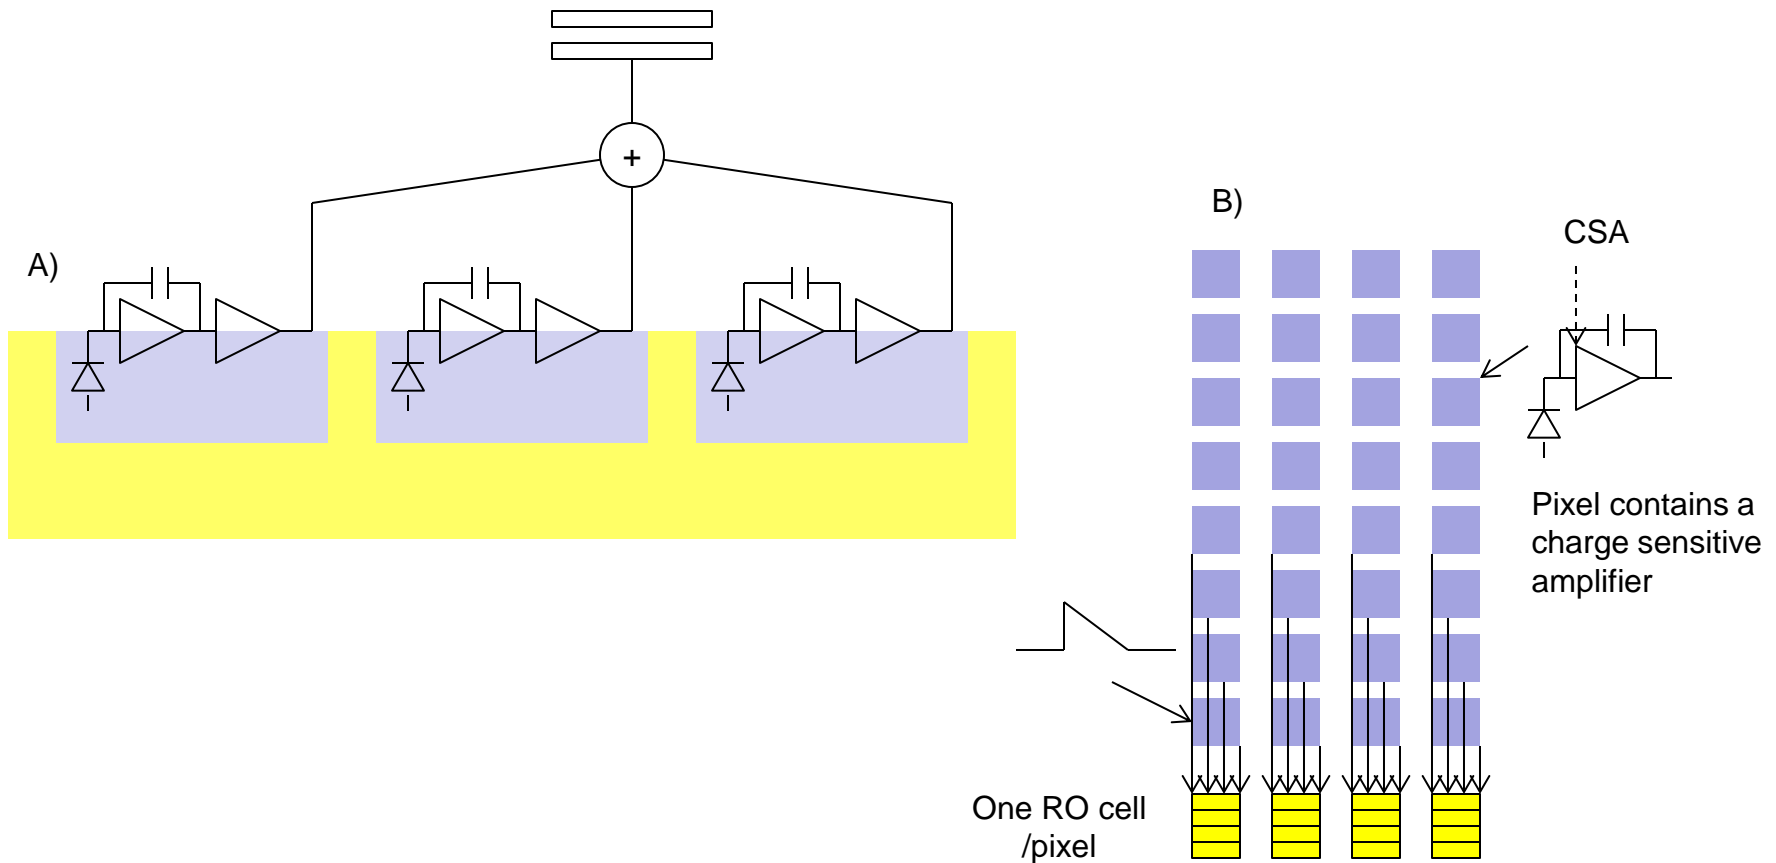 +
A)
B)
CSA
Pixel contains a
charge sensitive
amplifier
One RO cell
/pixel